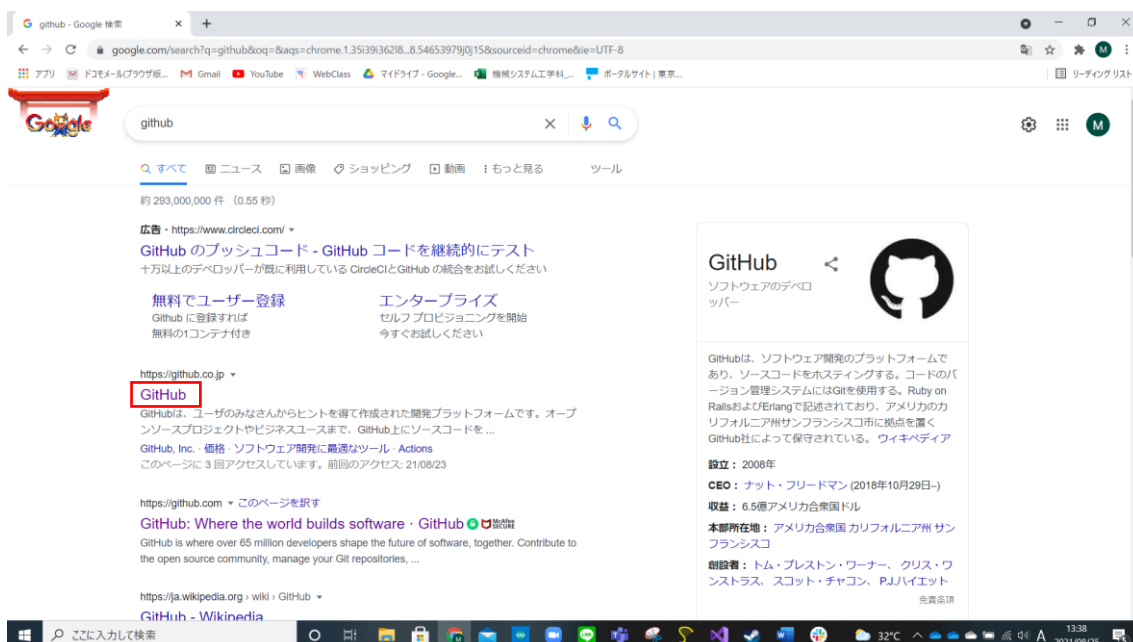 github - Google 検索
google.com/search?q=github&oq=&aqs=chrome.1.35i39i362l8...8.54653979j0j15&sourceid=chrome&ie=UTF-8
アプリ ドコモメール(ブラウザ版... Gmail YouTube WebClass マイドライブ - Google... 機械システム工学科_... ポータルサイト | 東京... リーディング リスト
Google github M
すべて ニュース 画像 ショッピング 動画 もっと見る ツール
約 293,000,000 件 （0.55 秒）
広告・https://www.circleci.com/
GitHub のプッシュコード - GitHub コードを継続的にテスト
十万以上のデベロッパーが既に利用している CircleCIとGitHub の統合をお試しください
無料でユーザー登録
Github に登録すれば
無料の1コンテナ付き
エンタープライズ
セルフ プロビジョニングを開始
今すぐお試しください
https://github.co.jp
GitHub
GitHubは、ユーザのみなさんからヒントを得て作成された開発プラットフォームです。オープ
ンソースプロジェクトやビジネスユースまで、GitHub上にソースコードを ...
GitHub, Inc. · 価格 · ソフトウェア開発に最適なツール · Actions
このページに 3 回アクセスしています。前回のアクセス: 21/08/23
https://github.com このページを訳す
GitHub: Where the world builds software · GitHub McAfee SECURE
GitHub is where over 65 million developers shape the future of software, together. Contribute to
the open source community, manage your Git repositories, ...
https://ja.wikipedia.org › wiki › GitHub
GitHub - Wikipedia
GitHub
ソフトウェアのデベロ
ッパー
GitHubは、ソフトウェア開発のプラットフォームで
あり、ソースコードをホスティングする。コードのバ
ージョン管理システムにはGitを使用する。Ruby on
RailsおよびErlangで記述されており、アメリカのカ
リフォルニア州サンフランシスコ市に拠点を置く
GitHub社によって保守されている。 ウィキペディア
設立： 2008年
CEO： ナット・フリードマン (2018年10月29日–)
収益： 6.5億アメリカ合衆国ドル
本部所在地： アメリカ合衆国 カリフォルニア州 サン
フランシスコ
創設者： トム・プレストン・ワーナー、 クリス・ワ
ンストラス、 スコット・チャコン、 P.J.ハイエット
免責条項
ここに入力して検索 32°C A 13:38
2021/08/25